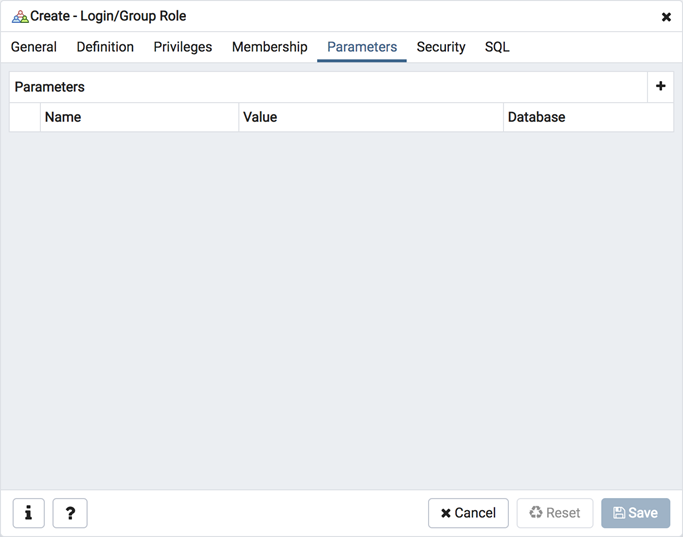 Create - Login/Group Role
General Definition Privileges Membership Parameters Security SQL
Parameters
Name Value Database
Cancel Reset Save